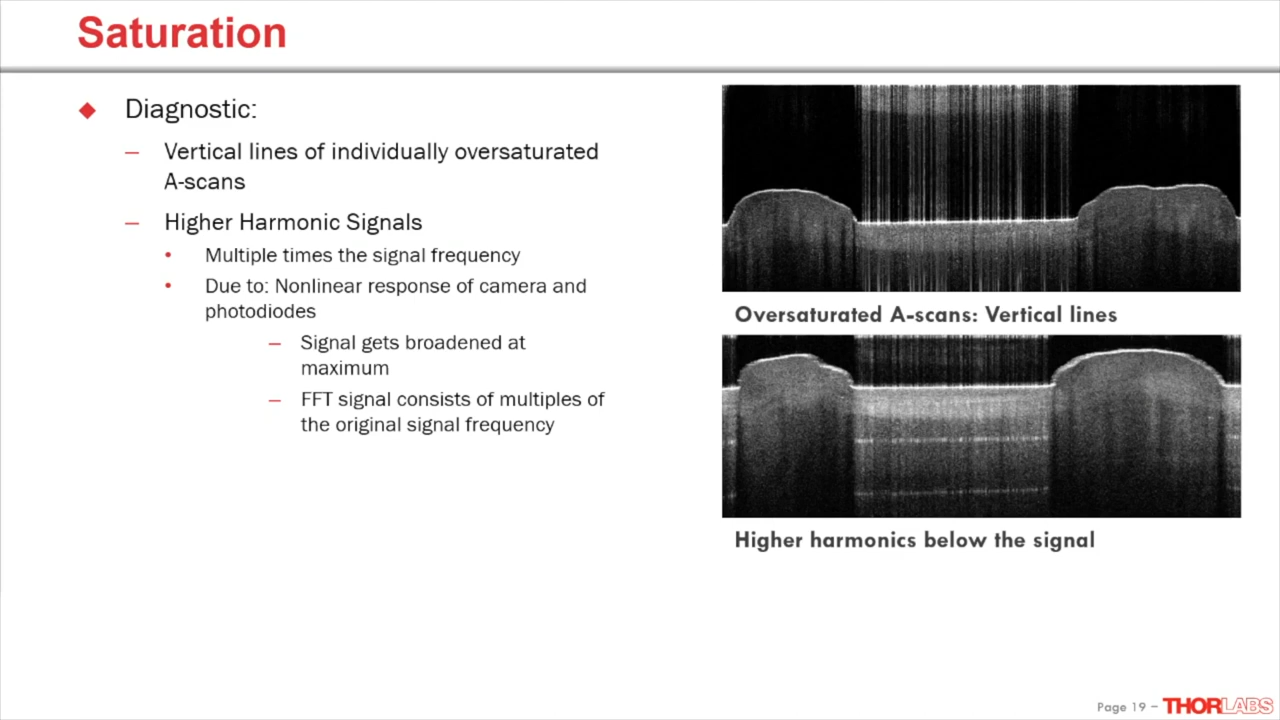 Saturation
Diagnostic:
– Vertical lines of individually oversaturated
A-scans
– Higher Harmonic Signals
• Multiple times the signal frequency
• Due to: Nonlinear response of camera and
photodiodes
– Signal gets broadened at
maximum
– FFT signal consists of multiples of
the original signal frequency
Oversaturated A-scans: Vertical lines
Higher harmonics below the signal
Page 19 – THORLABS